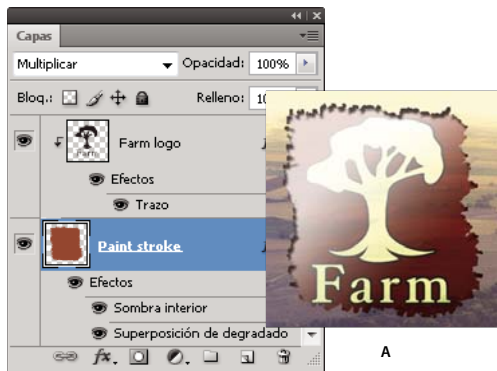 Capas
Multiplicar Opacidad: 100%
Bloq.: Relleno:
Farm logo
Efectos
Trazo
Paint stroke
Efectos
Sombra interior
Superposición de degradado
fx.
Farm
A